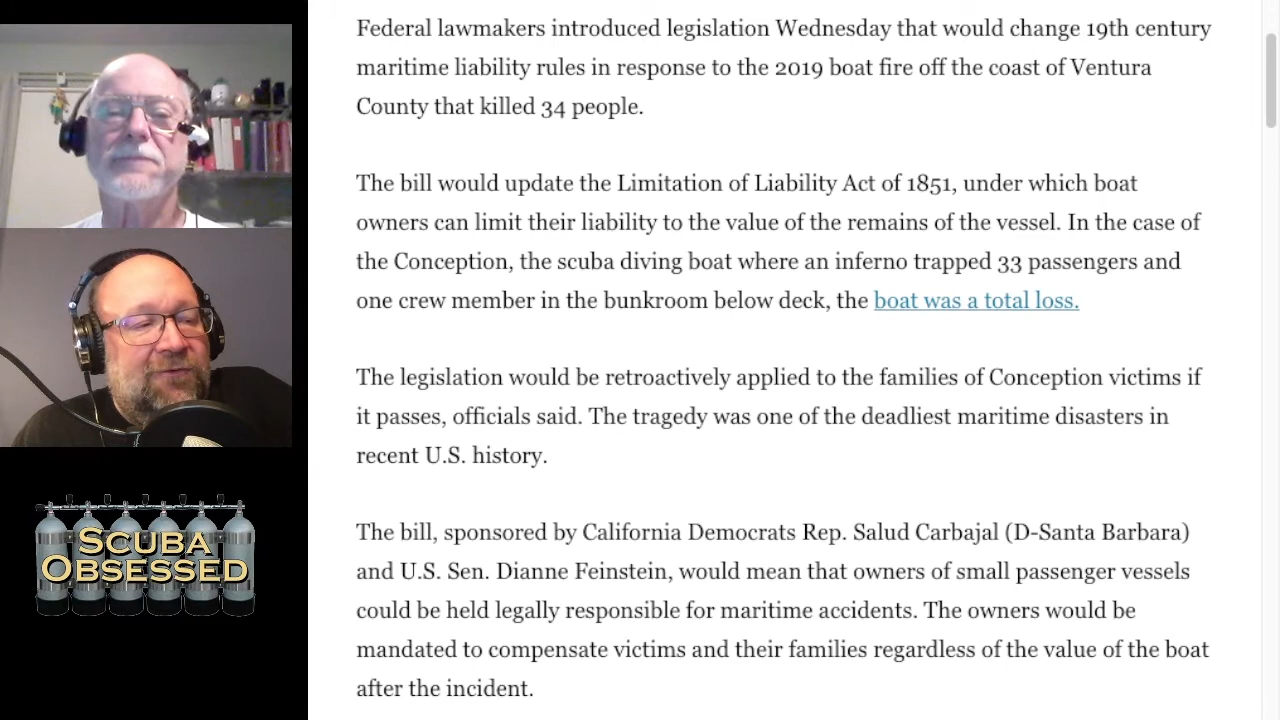 Federal lawmakers introduced legislation Wednesday that would change 19th century
maritime liability rules in response to the 2019 boat fire off the coast of Ventura
County that killed 34 people.
The bill would update the Limitation of Liability Act of 1851, under which boat
owners can limit their liability to the value of the remains of the vessel. In the case of
the Conception, the scuba diving boat where an inferno trapped 33 passengers and
one crew member in the bunkroom below deck, the boat was a total loss.
The legislation would be retroactively applied to the families of Conception victims if
it passes, officials said. The tragedy was one of the deadliest maritime disasters in
recent U.S. history.
The bill, sponsored by California Democrats Rep. Salud Carbajal (D-Santa Barbara)
and U.S. Sen. Dianne Feinstein, would mean that owners of small passenger vessels
could be held legally responsible for maritime accidents. The owners would be
mandated to compensate victims and their families regardless of the value of the boat
after the incident.
SCUBA
OBSESSED